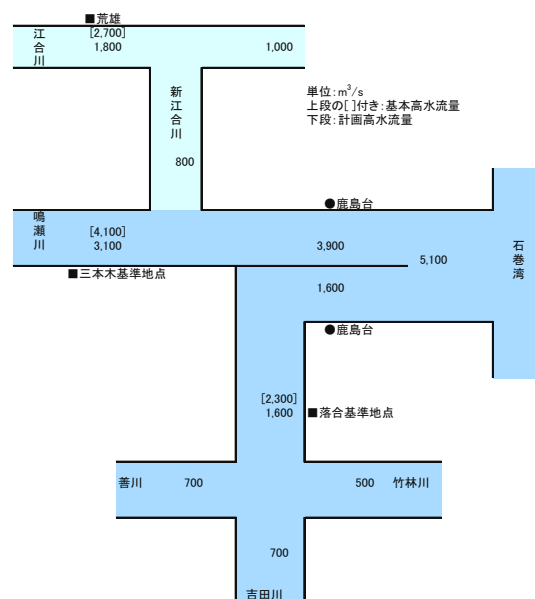 ■荒雄
江合川
[2,700]
1,800
1,000
新江合川
800
単位:m³/s
上段の[ ]付き:基本高水流量
下段:計画高水流量
●鹿島台
鳴瀬川
[4,100]
3,100
3,900
5,100
石巻湾
■三本木基準地点
1,600
●鹿島台
[2,300]
1,600
■落合基準地点
善川
700
500
竹林川
700
吉田川